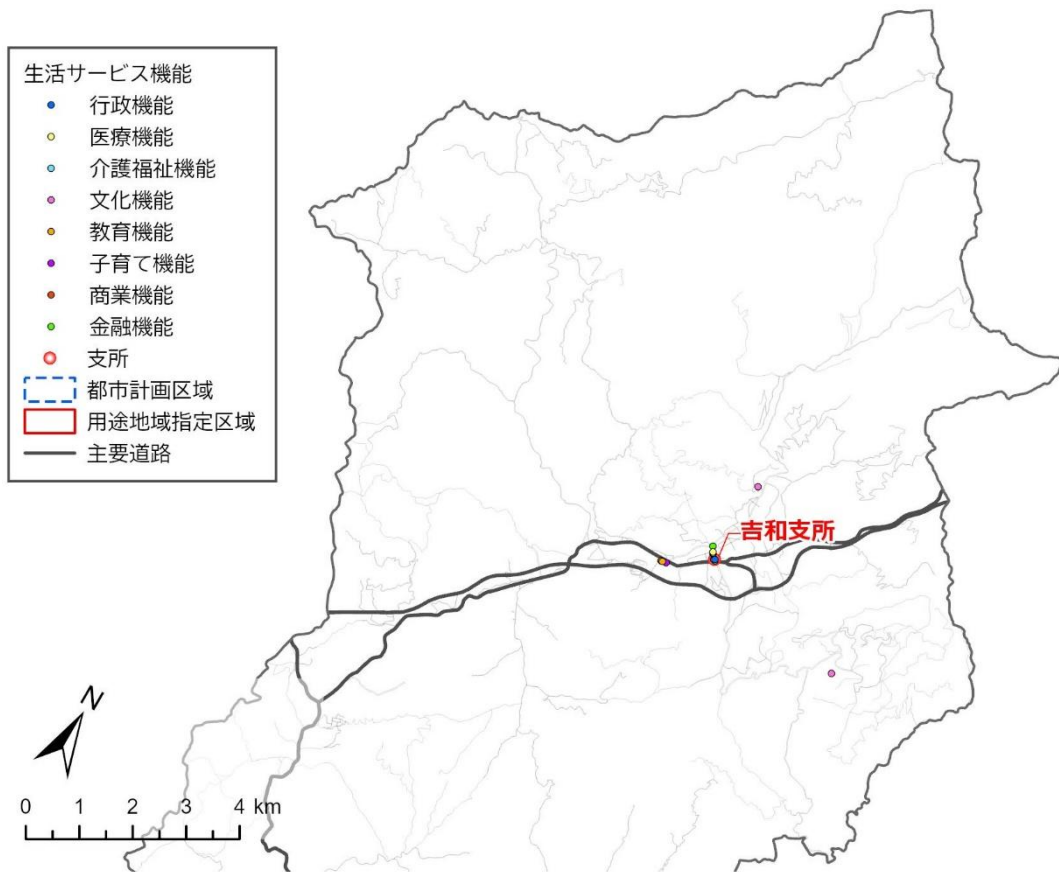 生活サービス機能
行政機能
医療機能
介護福祉機能
文化機能
教育機能
子育て機能
商業機能
金融機能
支所
都市計画区域
用途地域指定区域
主要道路
吉和支所
N
0 1 2 3 4 km